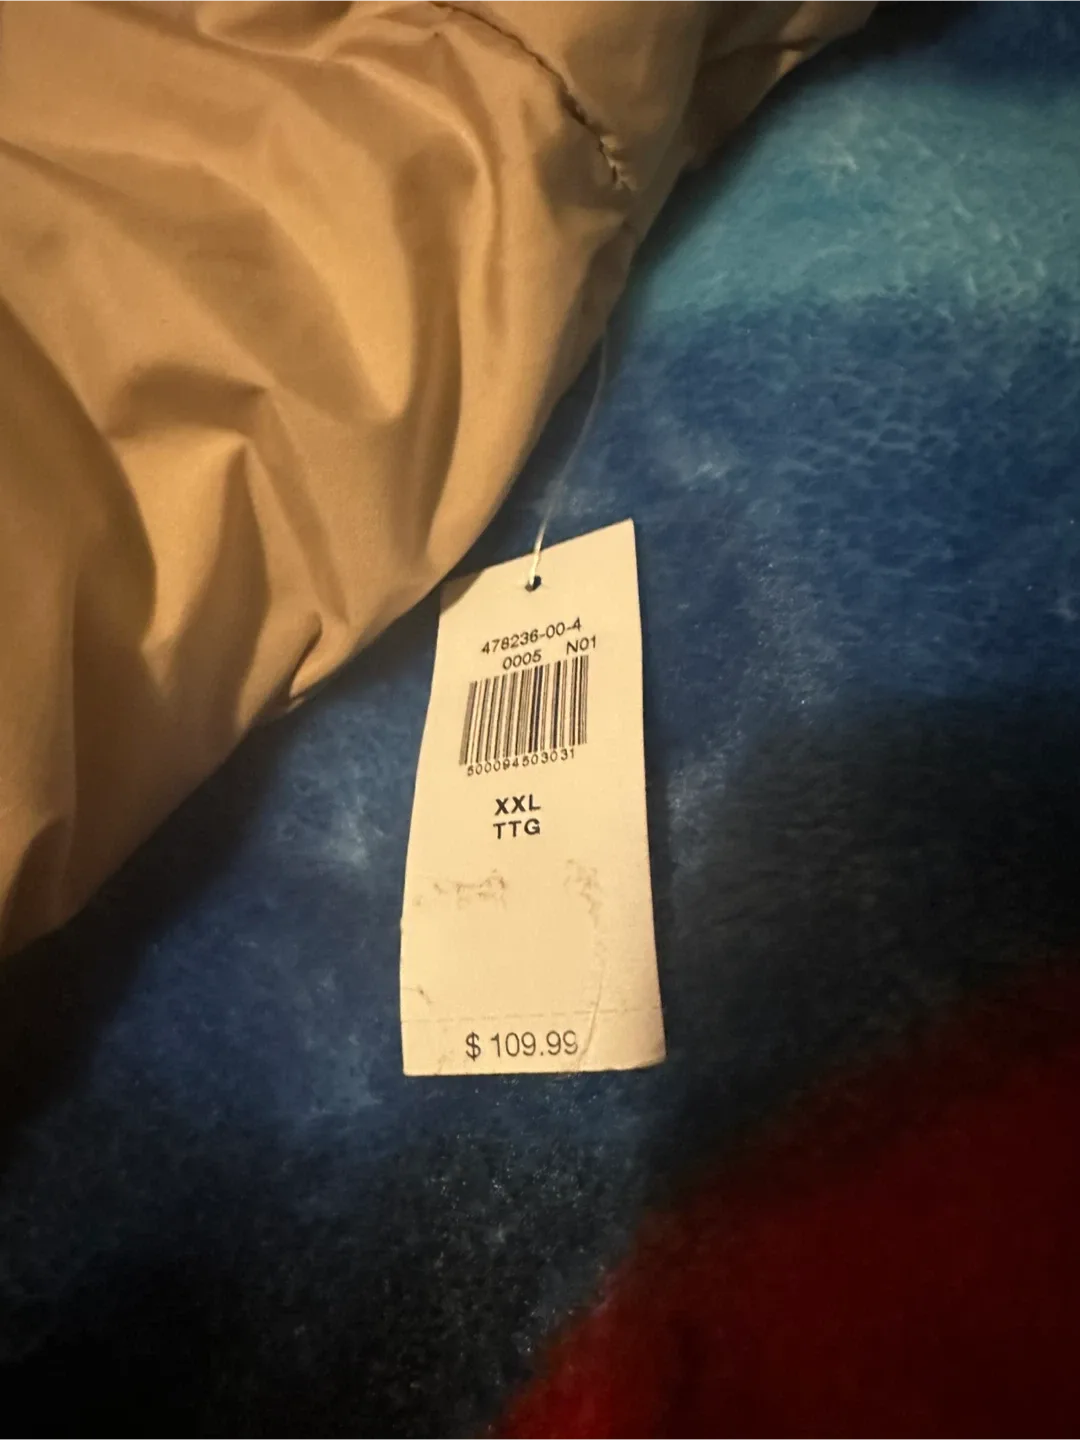 478236-00-4
0005 N01
500094503031
XXL
TTG
$ 109.99